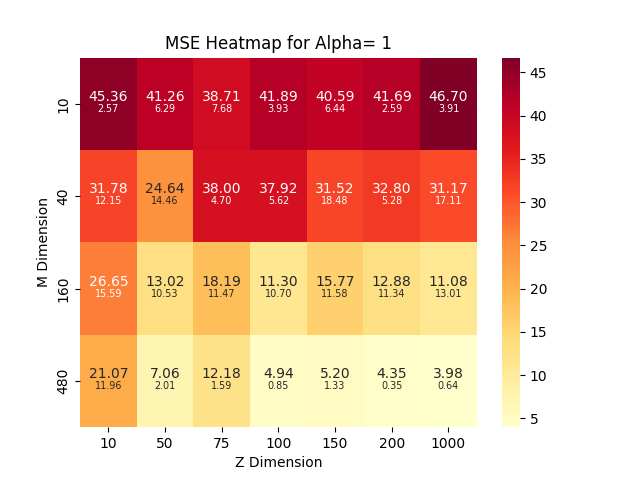 MSE Heatmap for Alpha= 1
10 45.36 41.26 38.71 41.89 40.59 41.69 46.70
2.57 6.29 7.68 3.93 6.44 2.59 3.91
40 31.78 24.64 38.00 37.92 31.52 32.80 31.17
12.15 14.46 4.70 5.62 18.48 5.28 17.11
160 26.65 13.02 18.19 11.30 15.77 12.88 11.08
15.59 10.53 11.47 10.70 11.58 11.34 13.01
480 21.07 7.06 12.18 4.94 5.20 4.35 3.98
11.96 2.01 1.59 0.85 1.33 0.35 0.64
10 50 75 100 150 200 1000
Z Dimension
M Dimension
45
40
35
30
25
20
15
10
5